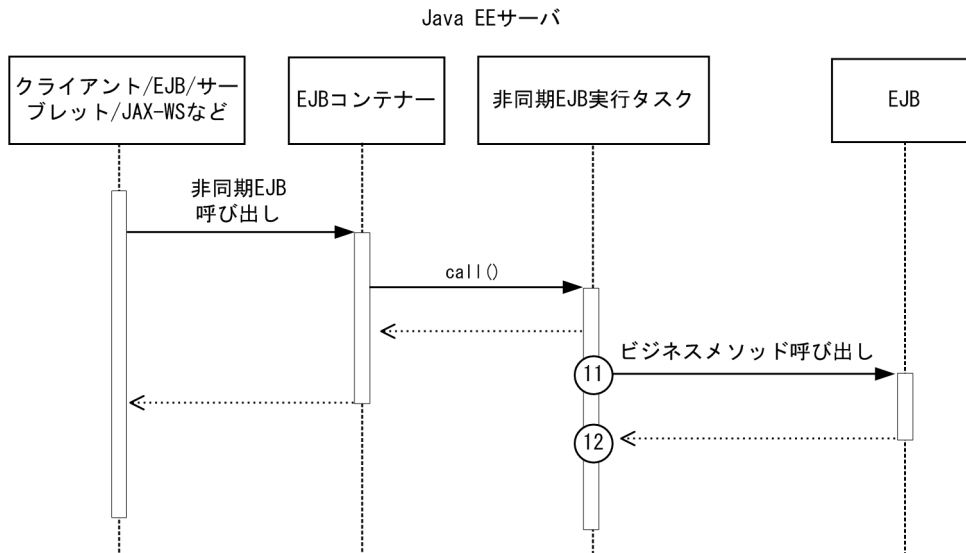 Java EEサーバ
クライアント/EJB/サー
ブレット/JAX-WSなど
EJBコンテナー
非同期EJB実行タスク
EJB
非同期EJB
呼び出し
call()
ビジネスメソッド呼び出し
11
12